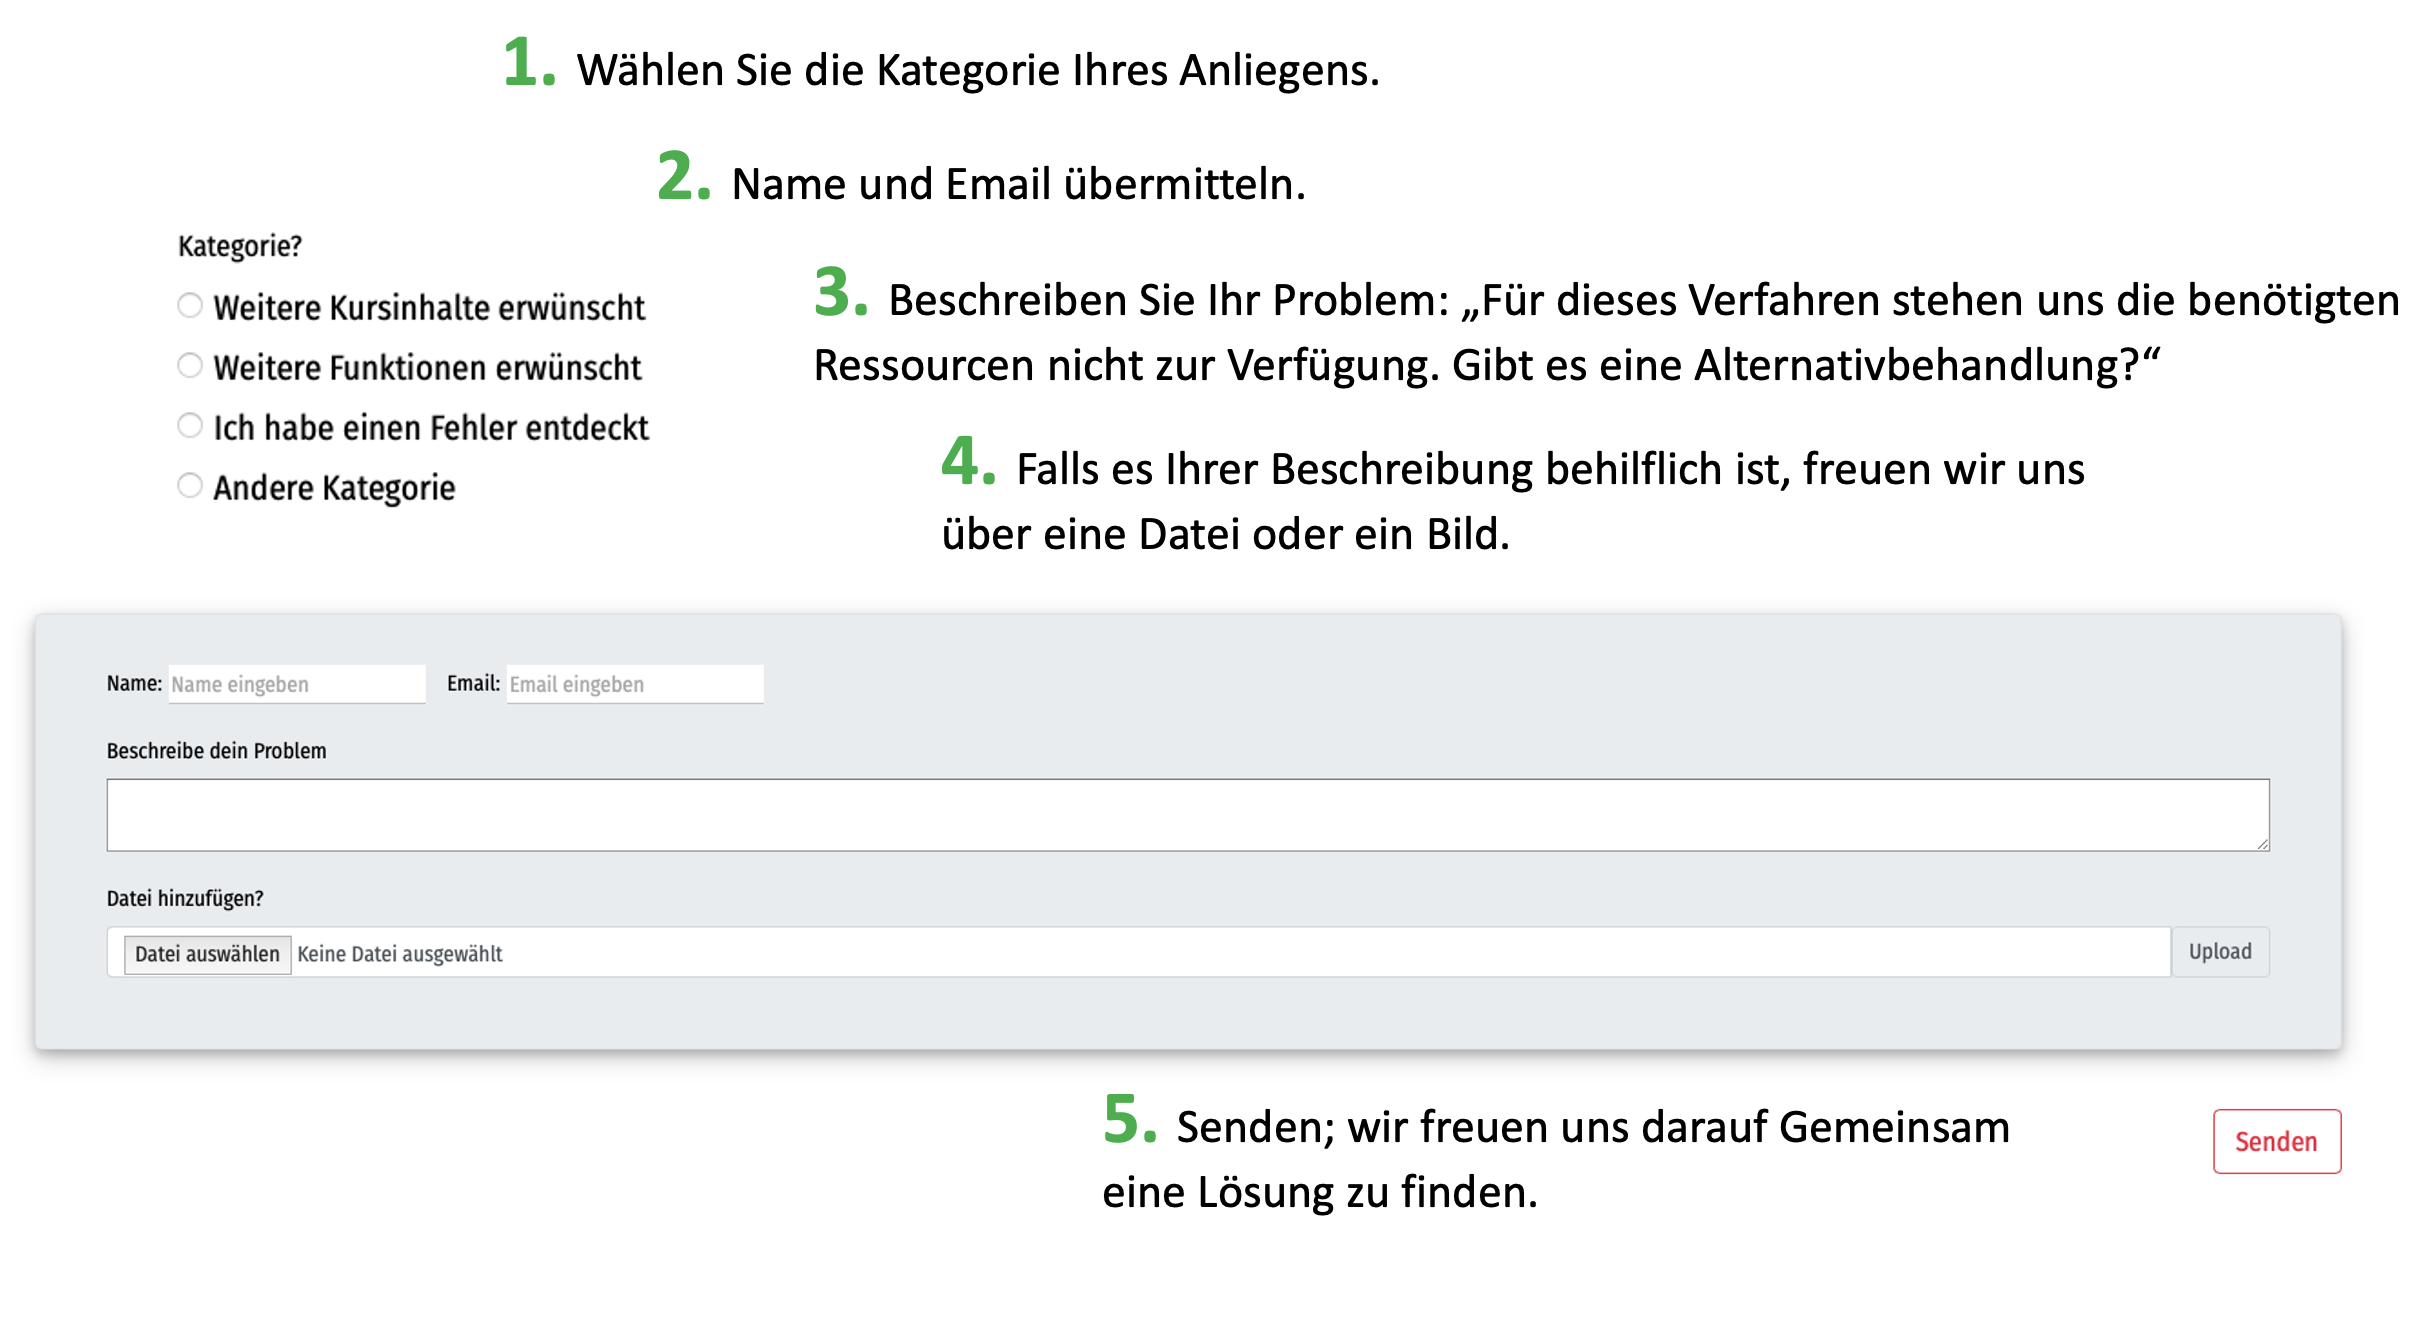 1. Wählen Sie die Kategorie Ihres Anliegens.
2. Name und Email übermitteln.
Kategorie?
Weitere Kursinhalte erwünscht
Weitere Funktionen erwünscht
Ich habe einen Fehler entdeckt
Andere Kategorie
3. Beschreiben Sie Ihr Problem: „Für dieses Verfahren stehen uns die benötigten
Ressourcen nicht zur Verfügung. Gibt es eine Alternativbehandlung?“
4. Falls es Ihrer Beschreibung behilflich ist, freuen wir uns
über eine Datei oder ein Bild.
Name: Name eingeben Email: Email eingeben
Beschreibe dein Problem
Datei hinzufügen?
Datei auswählen Keine Datei ausgewählt Upload
5. Senden; wir freuen uns darauf Gemeinsam
eine Lösung zu finden.
Senden